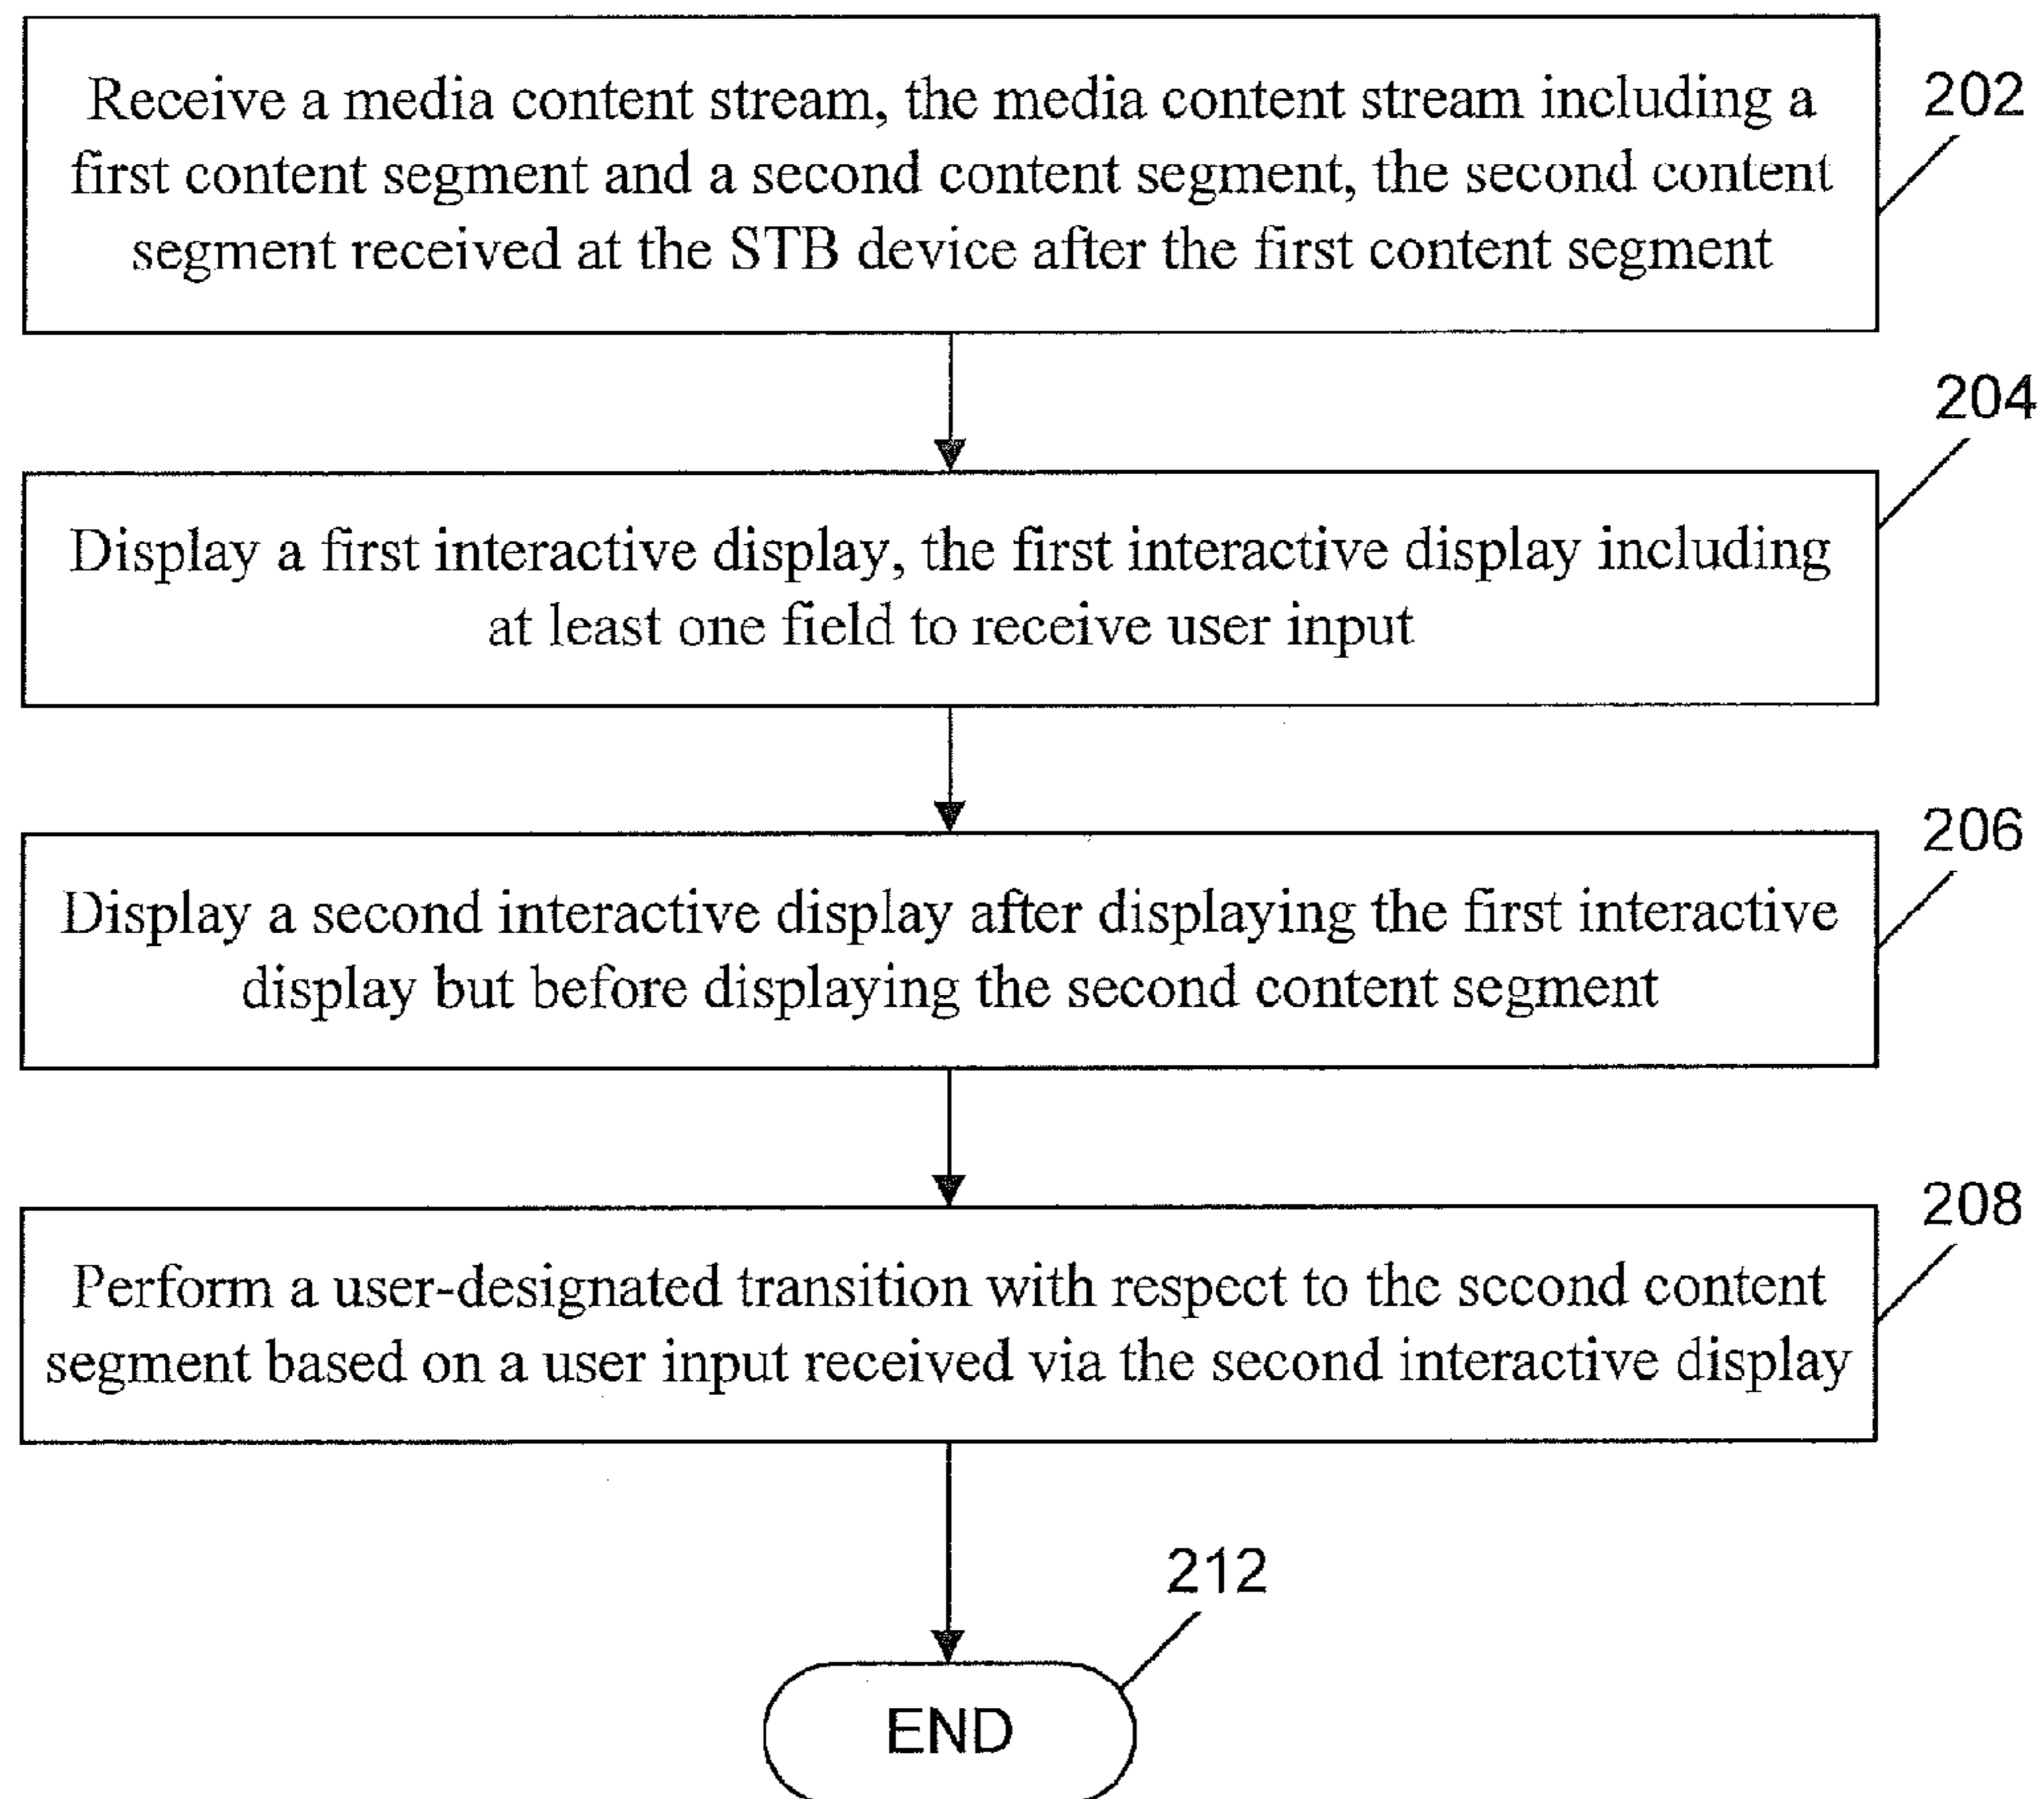 Receive a media content stream, the media content stream including a
first content segment and a second content segment, the second content
segment received at the STB device after the first content segment
202
204
Display a first interactive display, the first interactive display including
at least one field to receive user input
206
Display a second interactive display after displaying the first interactive
display but before displaying the second content segment
208
Perform a user-designated transition with respect to the second content
segment based on a user input received via the second interactive display
212
END